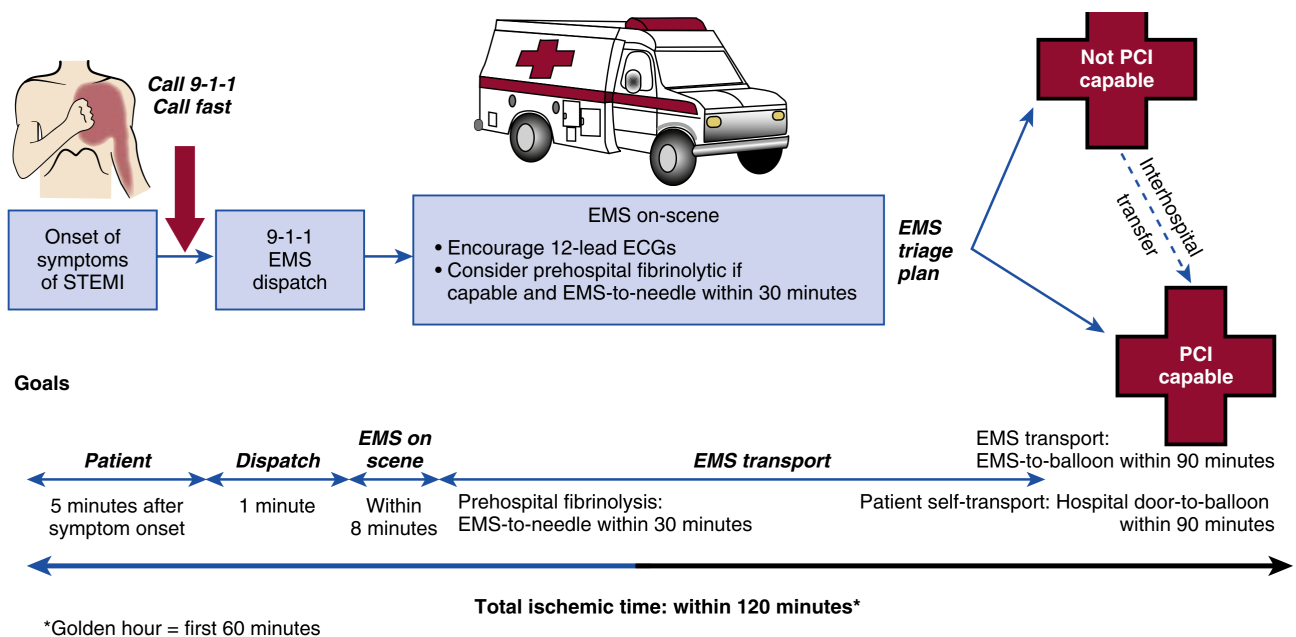 Call 9-1-1
Call fast
Not PCI
capable
Interhospital
transfer
Onset of
symptoms
of STEMI
9-1-1
EMS
dispatch
EMS on-scene
• Encourage 12-lead ECGs
• Consider prehospital fibrinolytic if
capable and EMS-to-needle within 30 minutes
EMS
triage
plan
PCI
capable
Goals
Patient
Dispatch
EMS on
scene
EMS transport
5 minutes after
symptom onset
1 minute
Within
8 minutes
Prehospital fibrinolysis:
EMS-to-needle within 30 minutes
EMS transport:
EMS-to-balloon within 90 minutes
Patient self-transport: Hospital door-to-balloon
within 90 minutes
Total ischemic time: within 120 minutes*
*Golden hour = first 60 minutes